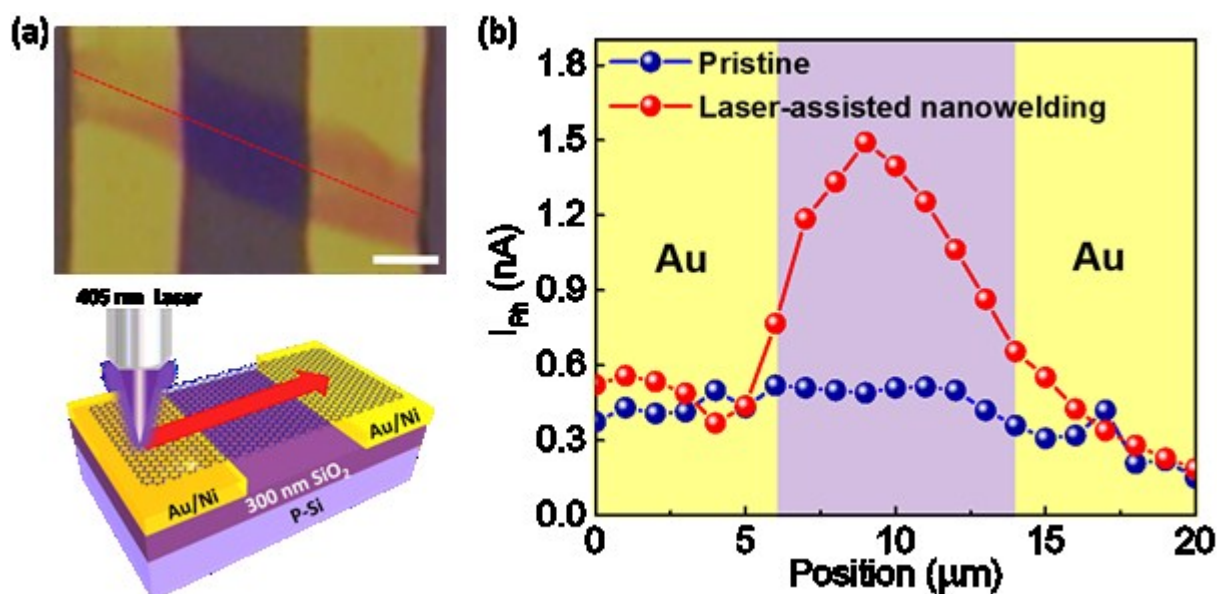 (a)
405 nm Laser
Au/Ni
Au/Ni
300 nm SiO₂
P-Si
(b)
Pristine
Laser-assisted nanowelding
Au
Au
I_Ph (nA)
1.8
1.5
1.2
0.9
0.6
0.3
0.0
0 5 10 15 20
Position (μm)